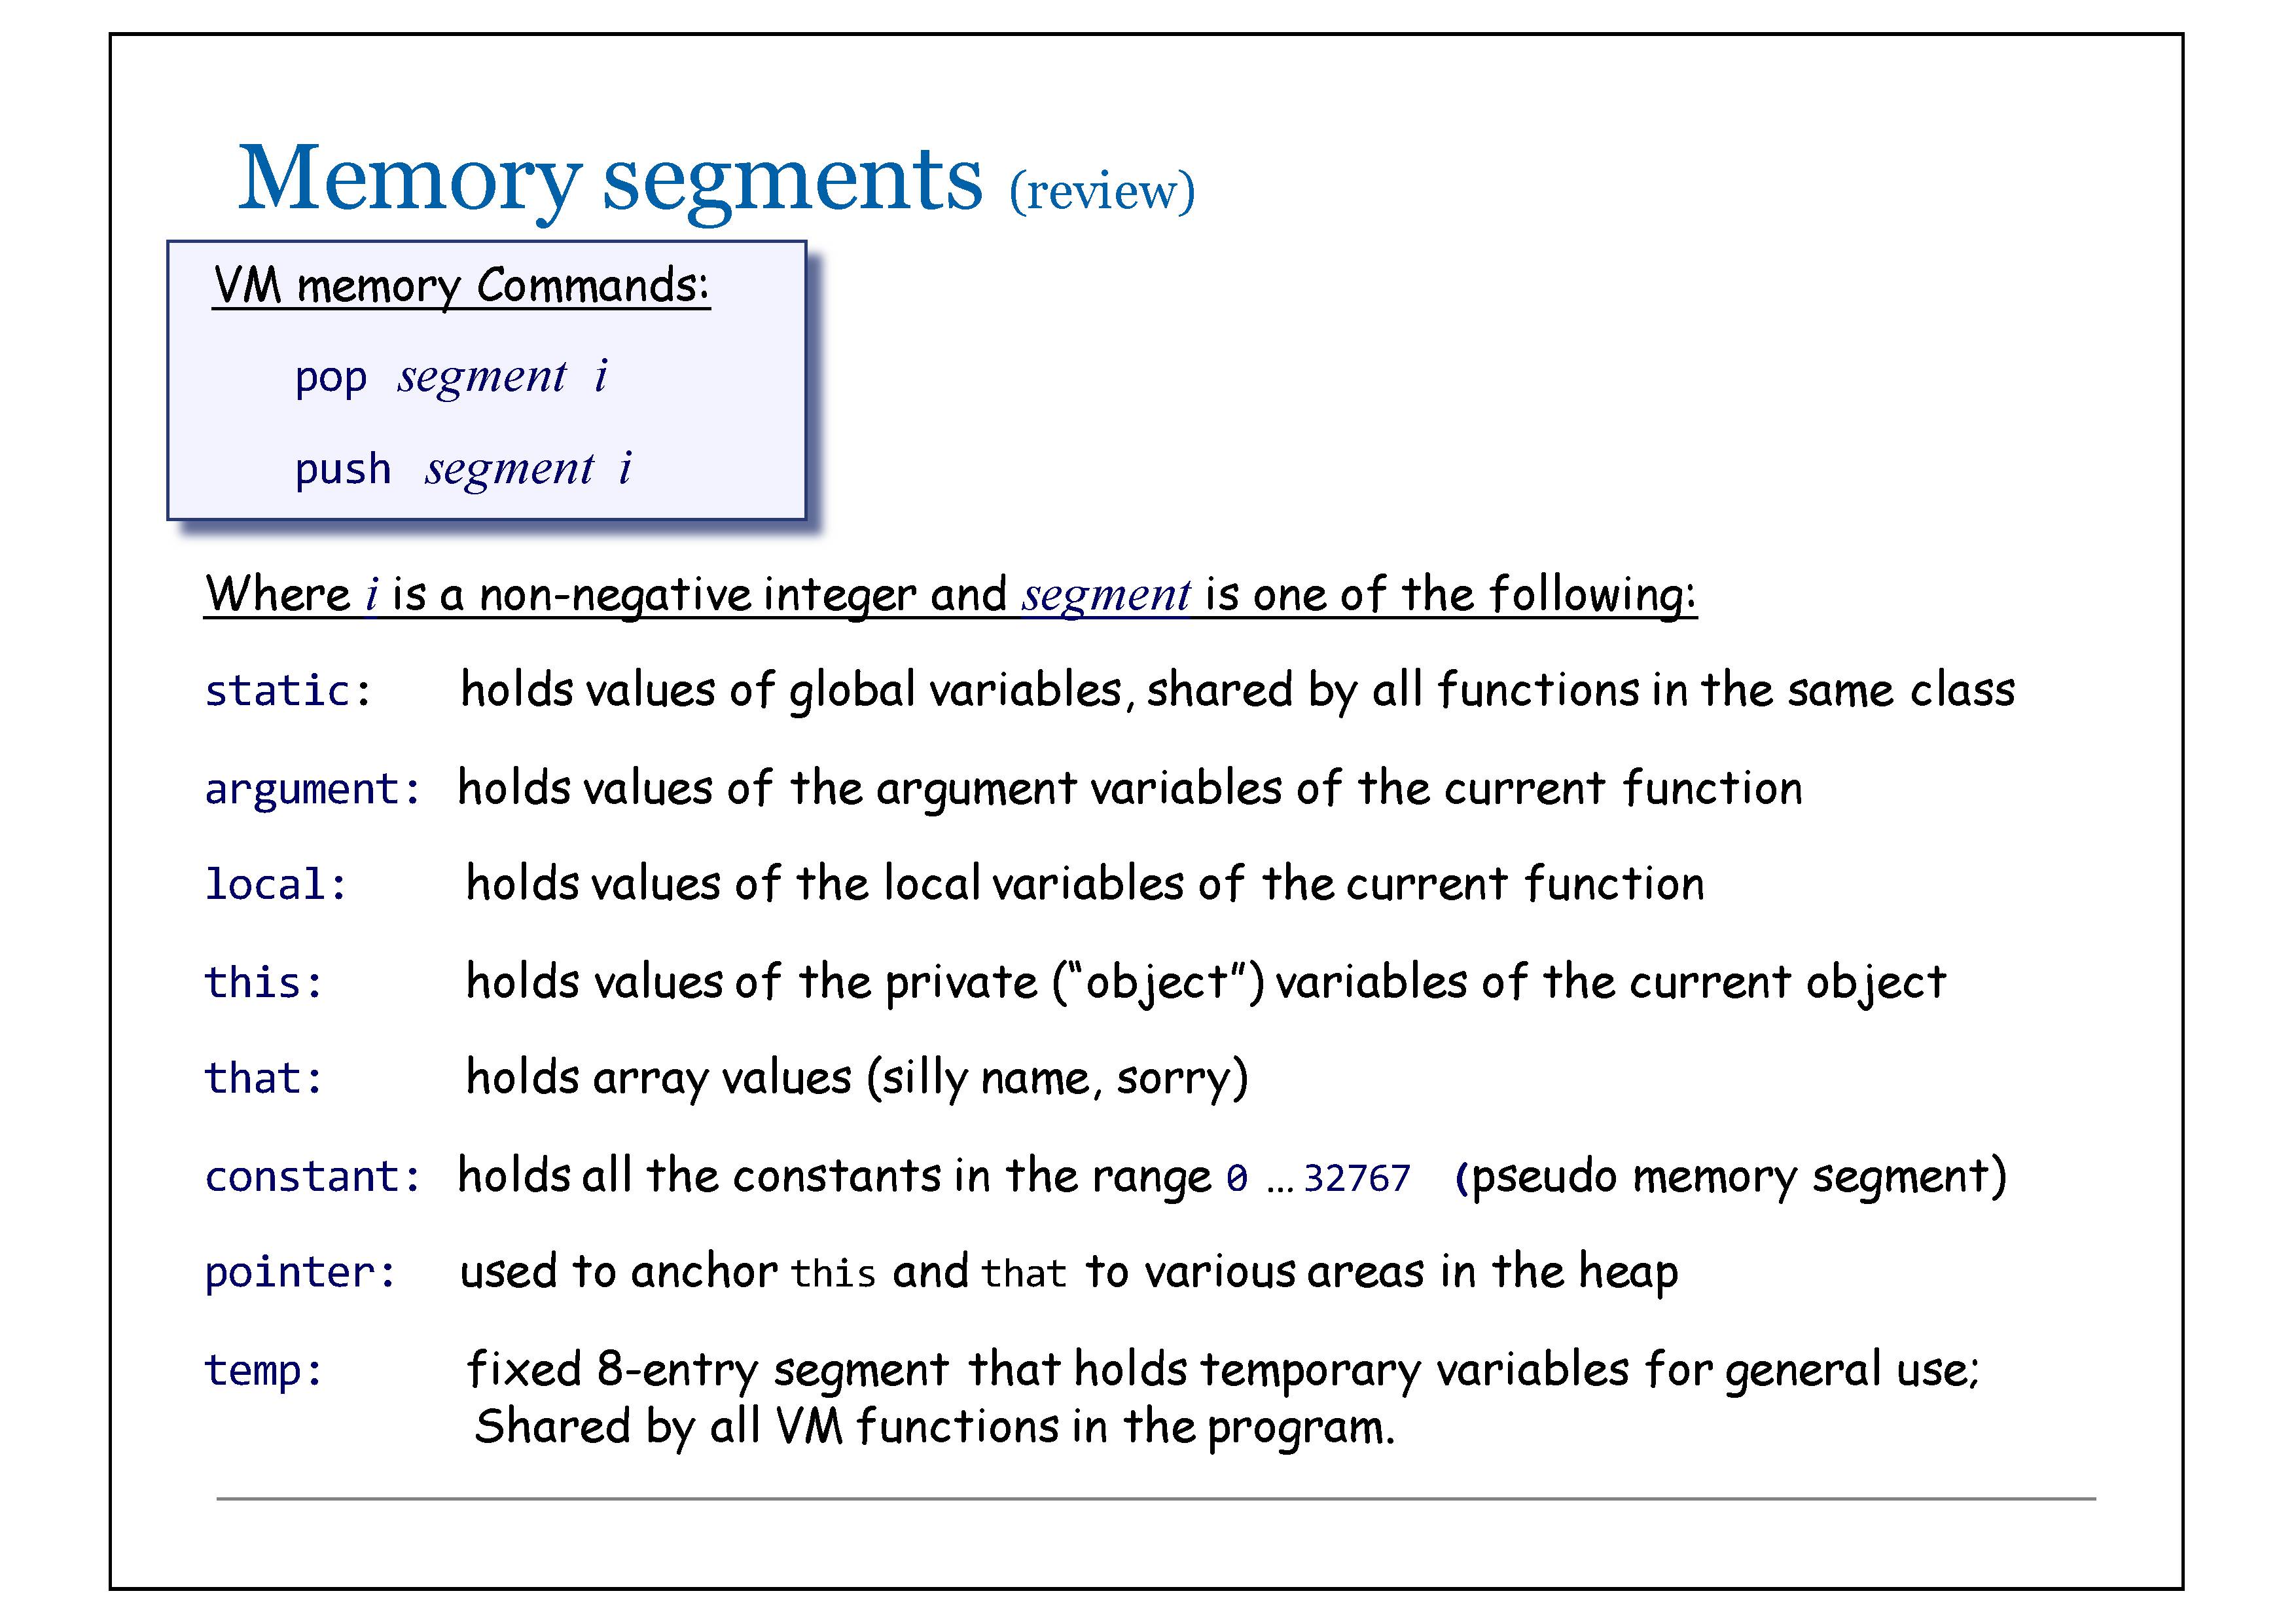 Memory segments (review)
VM memory Commands:
pop segment i
push segment i
Where i is a non-negative integer and segment is one of the following:
static: holds values of global variables, shared by all functions in the same class
argument: holds values of the argument variables of the current function
local: holds values of the local variables of the current function
this: holds values of the private (“object”) variables of the current object
that: holds array values (silly name, sorry)
constant: holds all the constants in the range 0 … 32767 (pseudo memory segment)
pointer: used to anchor this and that to various areas in the heap
temp: fixed 8-entry segment that holds temporary variables for general use;
Shared by all VM functions in the program.